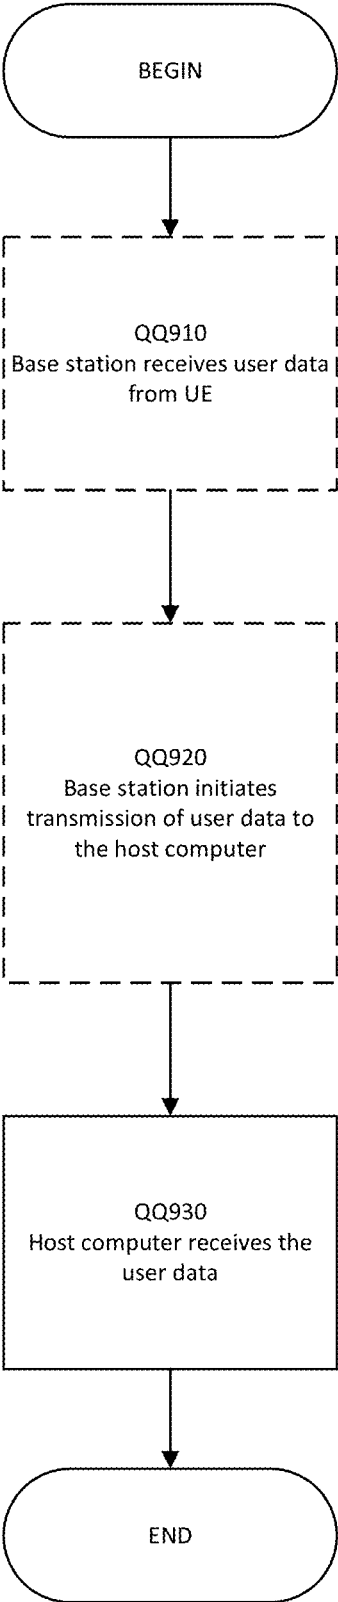 BEGIN
QQ910
Base station receives user data
from UE
QQ920
Base station initiates
transmission of user data to
the host computer
QQ930
Host computer receives the
user data
END